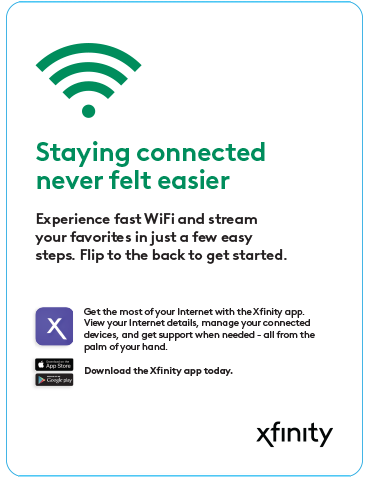 Staying connected
never felt easier
Experience fast WiFi and stream
your favorites in just a few easy
steps. Flip to the back to get started.
Get the most of your Internet with the Xfinity app.
View your Internet details, manage your connected
devices, and get support when needed - all from the
palm of your hand.
Download on the
App Store
Google play
Download the Xfinity app today.
xfinity